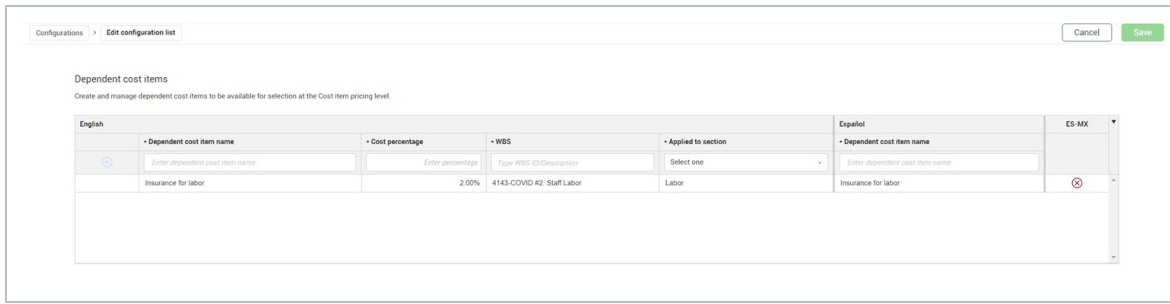 Configurations > Edit configuration list
Cancel
Save
Dependent cost items
Create and manage dependent cost items to be available for selection at the Cost item pricing level.
English Español ES-MX
• Dependent cost item name • Cost percentage • WBS • Applied to section • Dependent cost item name
Enter dependent cost item name Enter percentage Type WBS ID/Description Select one Enter dependent cost item name
Insurance for labor 2.00% 4143-COVID #2: Staff Labor Labor Insurance for labor